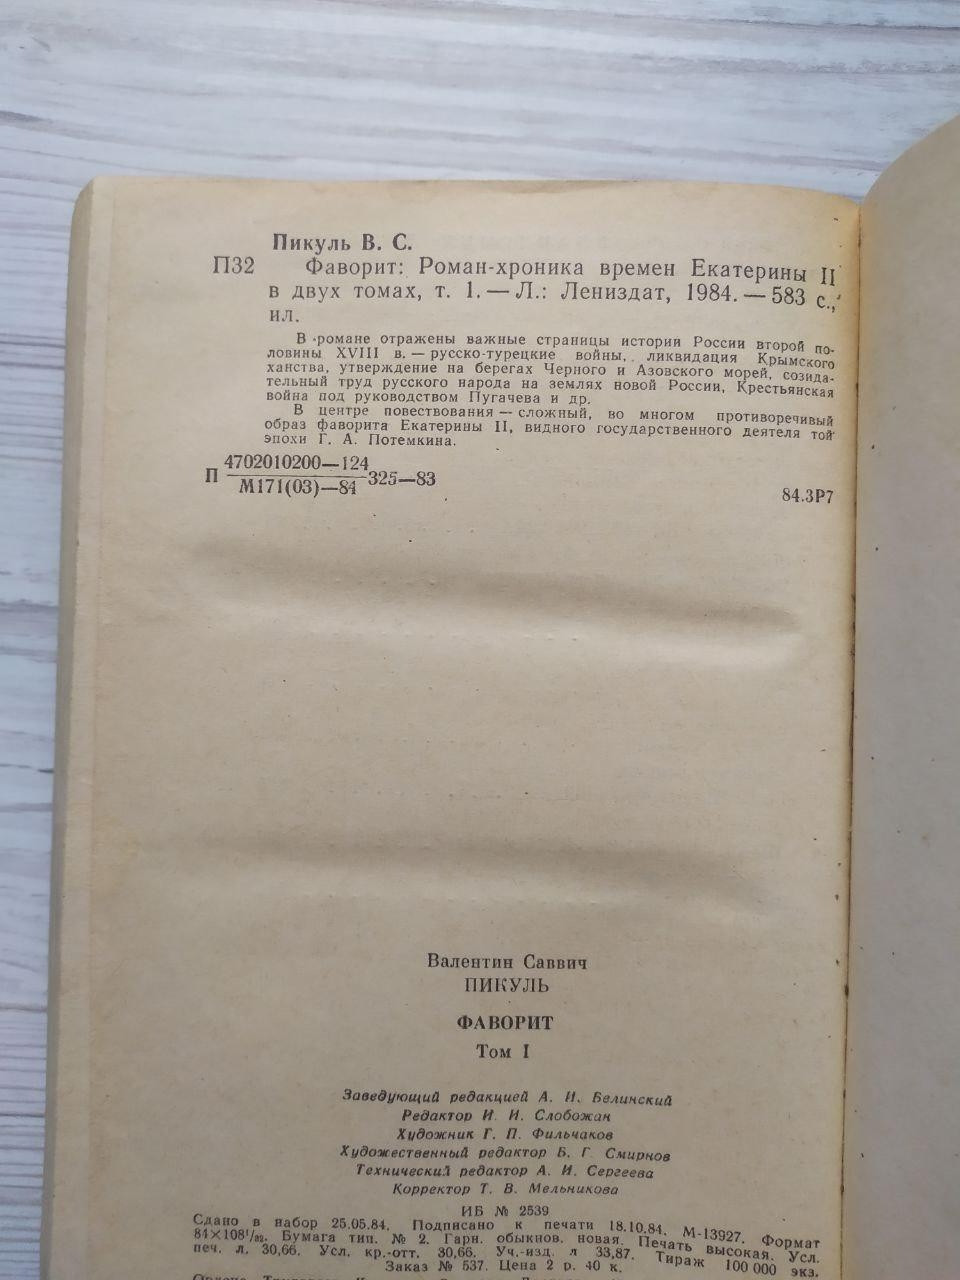 Пикуль В. С.
П32 Фаворит: Роман-хроника времен Екатерины II
в двух томах, т. 1. — Л.: Лениздат, 1984. — 583 с.,
ил.
В романе отражены важные страницы истории России второй по-
ловины XVIII в. — русско-турецкие войны, ликвидация Крымского
ханства, утверждение на берегах Черного и Азовского морей, созида-
тельный труд русского народа на землях новой России, Крестьянская
война под руководством Пугачева и др.
В центре повествования — сложный, во многом противоречивый
образ фаворита Екатерины II, видного государственного деятеля той
эпохи Г. А. Потемкина.
П 4702010200—124
М171(03)—84 325—83
84.3Р7
Валентин Саввич
ПИКУЛЬ
ФАВОРИТ
Том I
Заведующий редакцией А. И. Белинский
Редактор И. И. Слобожан
Художник Г. П. Фильчаков
Художественный редактор Б. Г. Смирнов
Технический редактор А. И. Сергеева
Корректор Т. В. Мельникова
ИБ № 2539
Сдано в набор 25.05.84. Подписано к печати 18.10.84. М-13927. Формат
84×108¹/₃₂. Бумага тип. № 2. Гарн. обыкнов. новая. Печать высокая. Усл.
печ. л. 30,66. Усл. кр.-отт. 30,66. Уч.-изд. л 33,87. Тираж 100 000 экз.
Заказ № 537. Цена 2 р. 40 к.